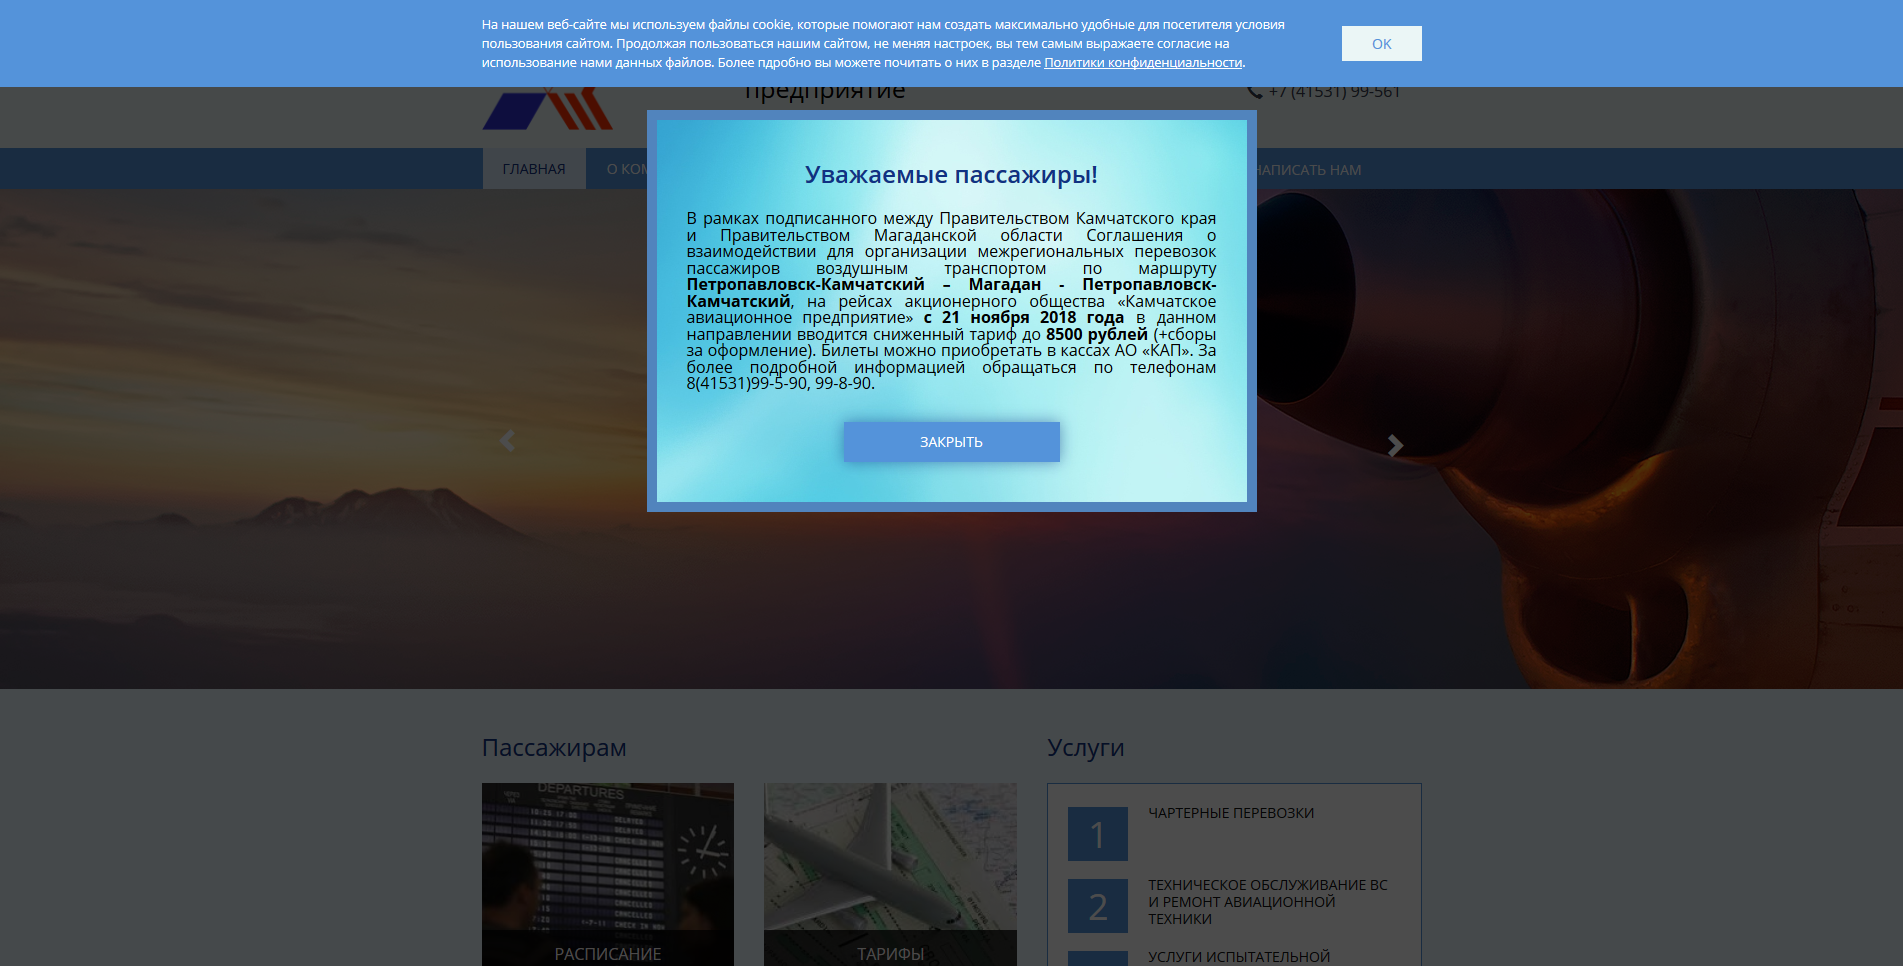 На нашем веб-сайте мы используем файлы cookie, которые помогают нам создать максимально удобные для посетителя условия
пользования сайтом. Продолжая пользоваться нашим сайтом, не меняя настроек, вы тем самым выражаете согласие на
использование нами данных файлов. Более пдробно вы можете почитать о них в разделе Политики конфиденциальности.
OK
предприятие
+7 (41531) 99-561
ГЛАВНАЯ
О КОМ
НАПИСАТЬ НАМ
Уважаемые пассажиры!
В рамках подписанного между Правительством Камчатского края
и Правительством Магаданской области Соглашения о
взаимодействии для организации межрегиональных перевозок
пассажиров воздушным транспортом по маршруту
Петропавловск-Камчатский – Магадан - Петропавловск-
Камчатский, на рейсах акционерного общества «Камчатское
авиационное предприятие» с 21 ноября 2018 года в данном
направлении вводится сниженный тариф до 8500 рублей (+сборы
за оформление). Билеты можно приобретать в кассах АО «КАП». За
более подробной информацией обращаться по телефонам
8(41531)99-5-90, 99-8-90.
ЗАКРЫТЬ
Пассажирам
Услуги
DEPARTURES
РАСПИСАНИЕ
ТАРИФЫ
1
ЧАРТЕРНЫЕ ПЕРЕВОЗКИ
2
ТЕХНИЧЕСКОЕ ОБСЛУЖИВАНИЕ ВС
И РЕМОНТ АВИАЦИОННОЙ
ТЕХНИКИ
УСЛУГИ ИСПЫТАТЕЛЬНОЙ